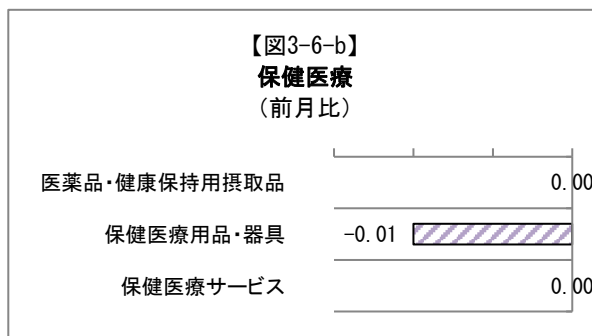 【図3-6-b】
保健医療
（前月比）
医薬品・健康保持用摂取品 0.00
保健医療用品・器具 -0.01
保健医療サービス 0.00